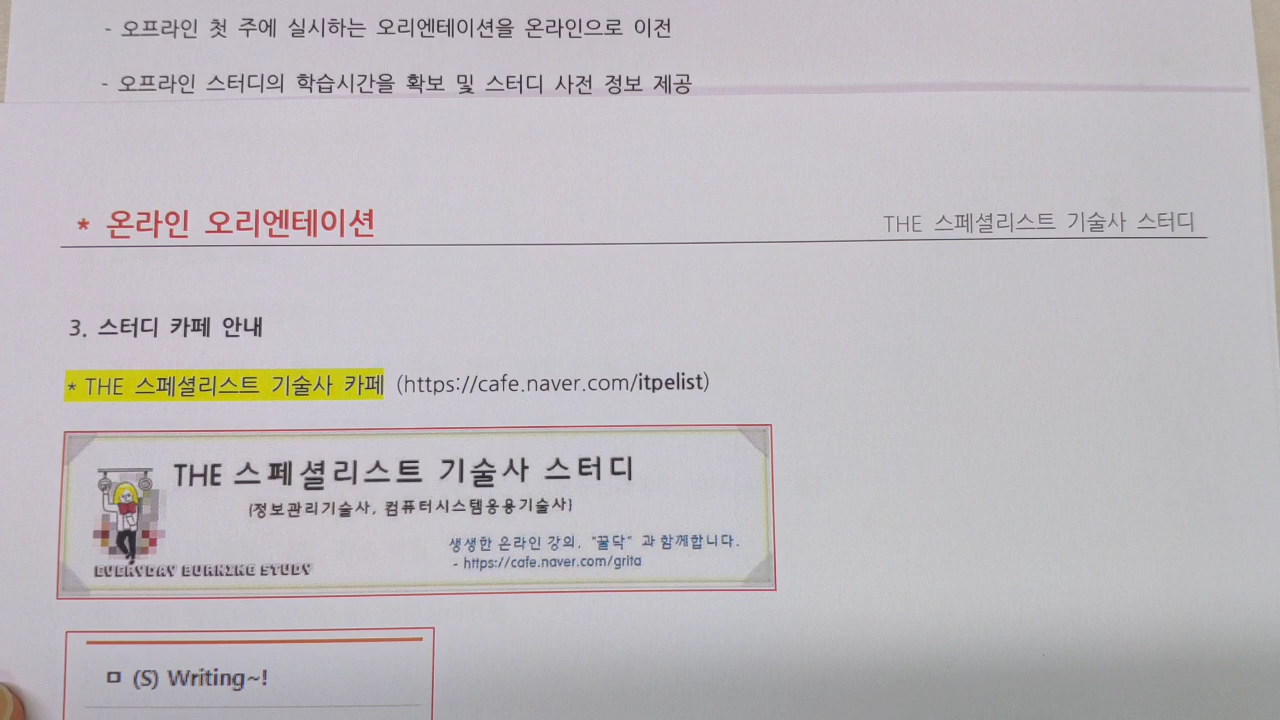 - 오프라인 첫 주에 실시하는 오리엔테이션을 온라인으로 이전
- 오프라인 스터디의 학습시간을 확보 및 스터디 사전 정보 제공
* 온라인 오리엔테이션
THE 스페셜리스트 기술사 스터디
3. 스터디 카페 안내
* THE 스페셜리스트 기술사 카페 (https://cafe.naver.com/itpelist)
THE 스페셜리스트 기술사 스터디
(정보관리기술사, 컴퓨터시스템응용기술사)
생생한 온라인 강의, "꿀닥" 과 함께합니다.
- https://cafe.naver.com/grita
EVERYDAY BURNING STUDY
ㅁ (S) Writing~!